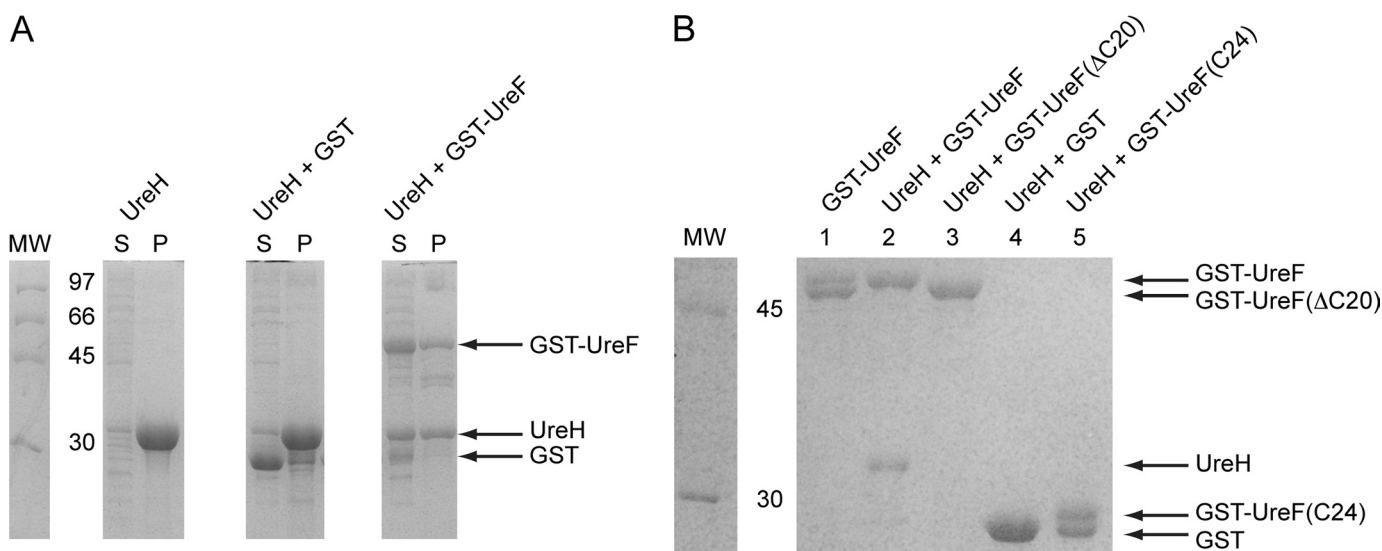 A
UreH
UreH + GST
UreH + GST-UreF
MW
S P
S P
S P
97
66
45
30
GST-UreF
UreH
GST
B
GST-UreF
UreH + GST-UreF
UreH + GST-UreF(ΔC20)
UreH + GST
UreH + GST-UreF(C24)
MW
1 2 3 4 5
45
30
GST-UreF
GST-UreF(ΔC20)
UreH
GST-UreF(C24)
GST